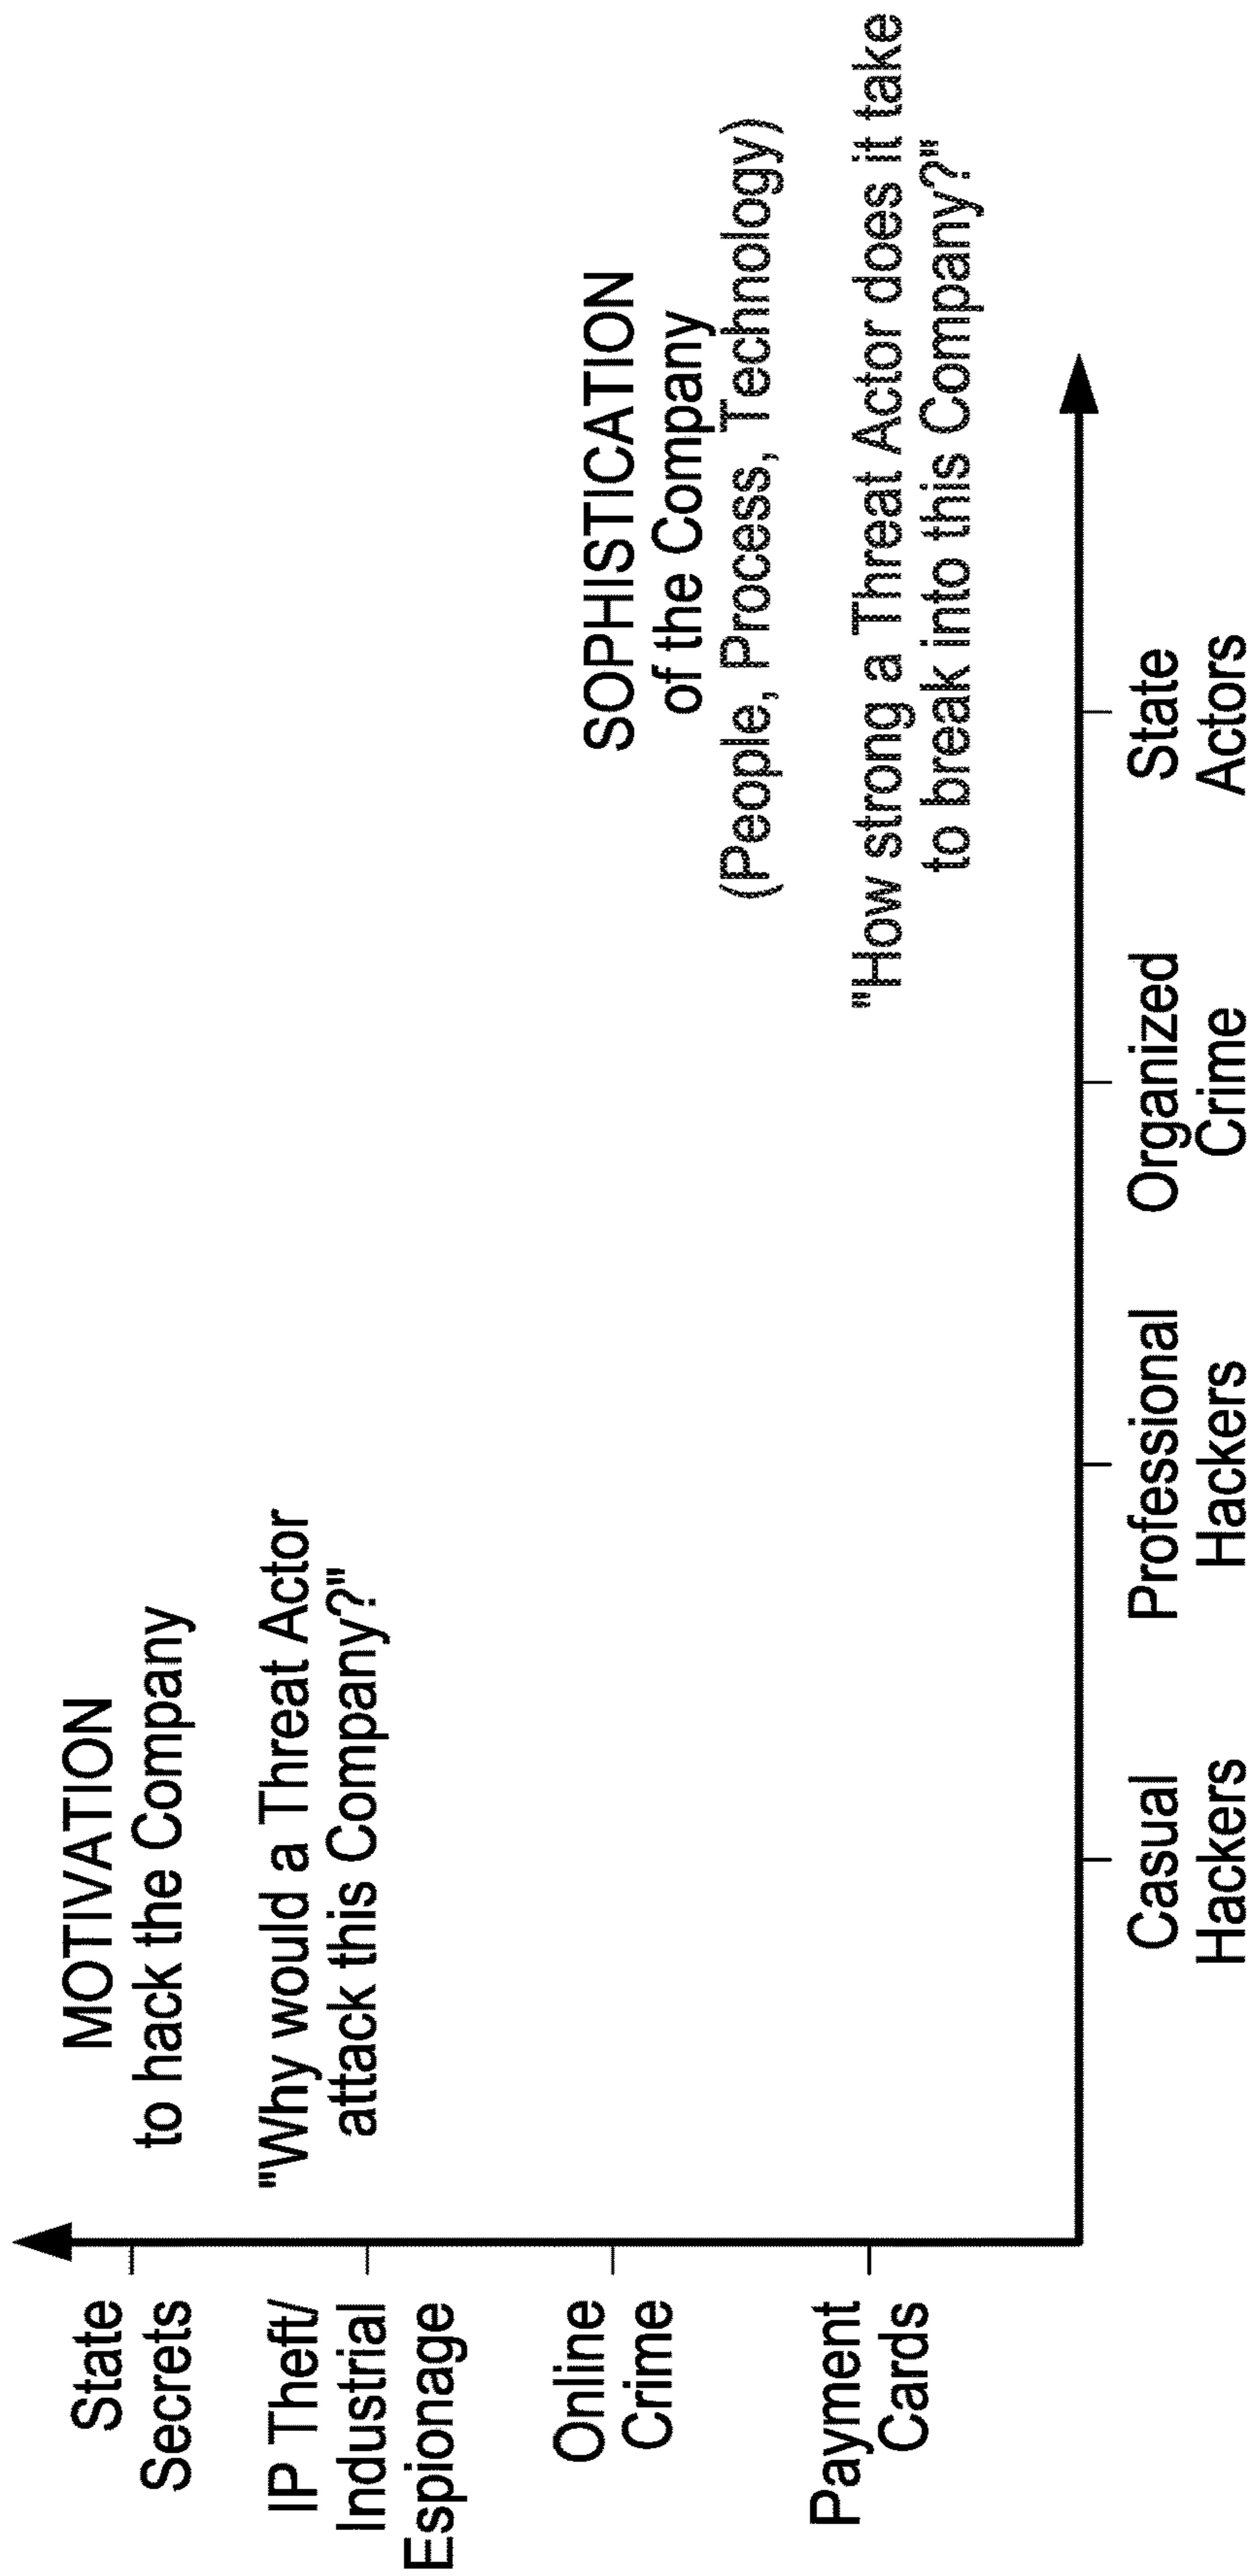 MOTIVATION
to hack the Company
"Why would a Threat Actor
attack this Company?"
State
Secrets
IP Theft/
Industrial
Espionage
Online
Crime
Payment
Cards
SOPHISTICATION
of the Company
(People, Process, Technology)
"How strong a Threat Actor does it take
to break into this Company?"
Casual
Hackers
Professional
Hackers
Organized
Crime
State
Actors